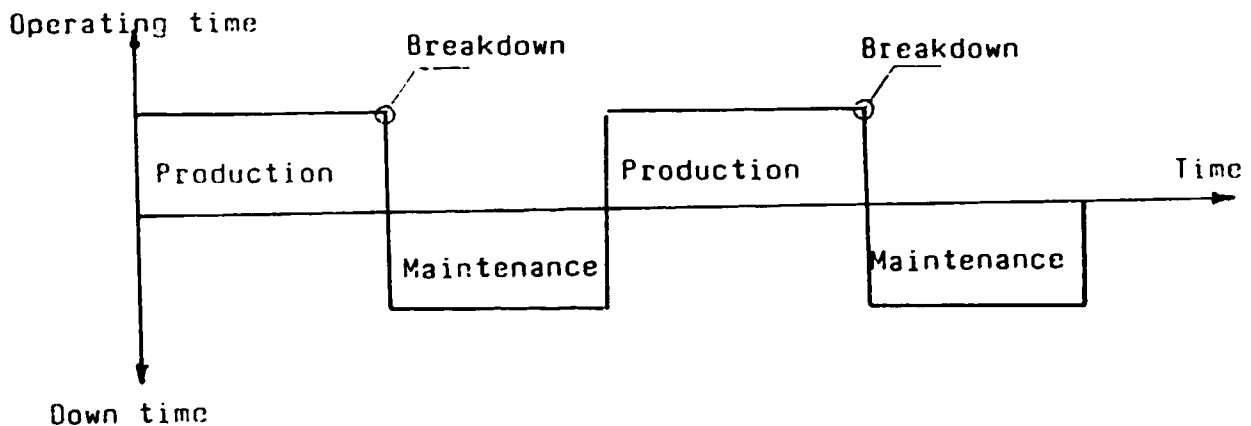 Operating time
Breakdown
Breakdown
Production
Production
Time
Maintenance
Maintenance
Down time